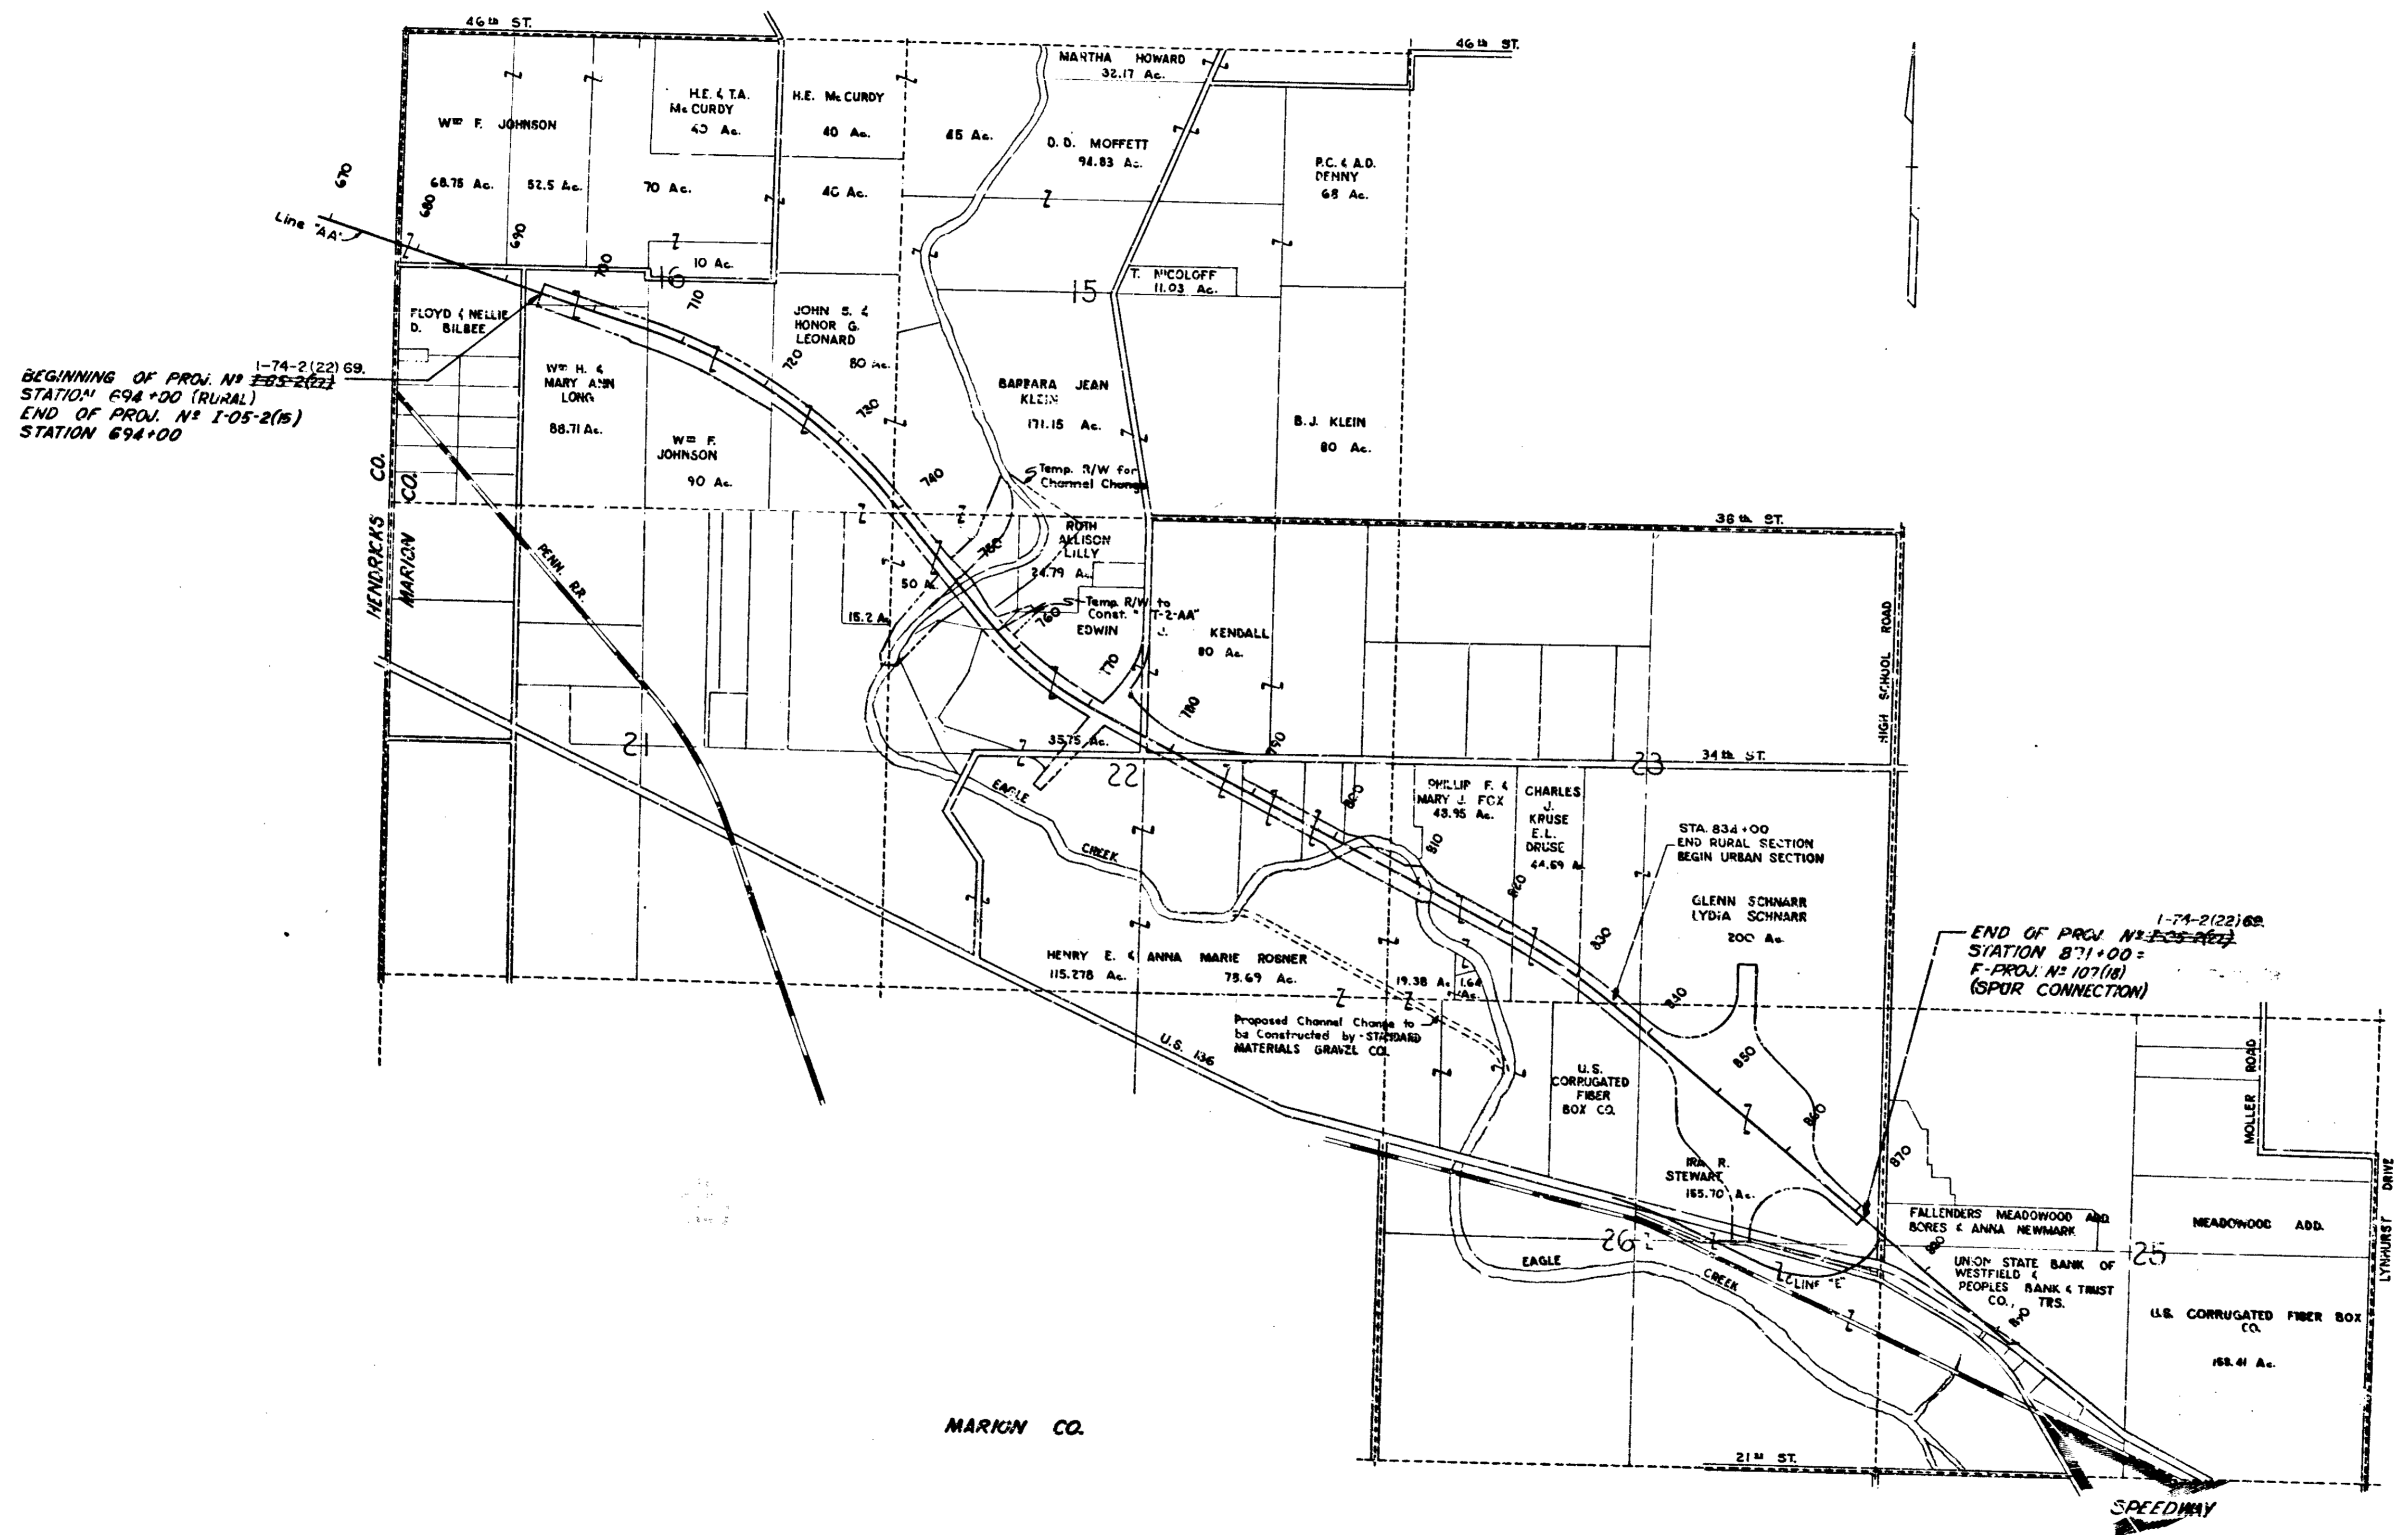 46th ST.
46th ST.
MARTHA HOWARD
32.17 Ac.
H.E. & T.A.
McCURDY
40 Ac.
H.E. McCURDY
40 Ac.
Wm F. JOHNSON
45 Ac.
D.D. MOFFETT
94.83 Ac.
P.C. & A.D.
DENNY
68 Ac.
68.75 Ac.
52.5 Ac.
70 Ac.
40 Ac.
670
680
690
700
710
Line "AA"
10 Ac.
16
15
T. NICOLOFF
11.03 Ac.
FLOYD & NELLIE
D. BILBEE
JOHN S. &
HONOR G.
LEONARD
80 Ac.
720
730
740
1-74-2(22)69.
BEGINNING OF PROJ. Nº I-05-2(22)
STATION 694+00 (RURAL)
END OF PROJ. Nº I-05-2(15)
STATION 694+00
Wm H. &
MARY ANN
LONG
88.71 Ac.
Wm F.
JOHNSON
90 Ac.
BARBARA JEAN
KLEIN
171.15 Ac.
B.J. KLEIN
80 Ac.
Temp. R/W for
Channel Change
HENDRICKS CO.
MARION CO.
PENN. R.R.
36th ST.
RUTH
ALLISON
LILLY
24.79 Ac.
750
50 A.
15.2 A.
Temp. R/W to
Const. "T-2-AA"
760
EDWIN J. KENDALL
80 Ac.
770
780
790
HIGH SCHOOL ROAD
35.75 Ac.
21
22
23
34th ST.
EAGLE
CREEK
800
PHILLIP F. &
MARY J. FOX
43.95 Ac.
CHARLES
J.
KRUSE
E.L.
DRUSE
44.69 A.
810
820
830
STA. 834+00
END RURAL SECTION
BEGIN URBAN SECTION
GLENN SCHNARR
LYDIA SCHNARR
200 Ac.
1-74-2(22)69.
END OF PROJ. Nº I-05-2(22)
STATION 871+00=
F-PROJ. Nº 107(18)
(SPUR CONNECTION)
HENRY E. & ANNA MARIE ROSNER
115.278 Ac.
78.69 Ac.
19.38 Ac.
1.64
Ac.
Proposed Channel Change to
be Constructed by - STANDARD
MATERIALS GRAVEL CO.
U.S. 136
840
850
860
870
U.S.
CORRUGATED
FIBER
BOX CO.
IRA R.
STEWART
165.70 Ac.
MOLLER ROAD
LYNHURST DRIVE
FALLENDERS MEADOWOOD ADD.
BORES & ANNA NEWMARK
MEADOWOOD ADD.
26
25
EAGLE
CREEK
LINE "E"
880
UNION STATE BANK OF
WESTFIELD &
PEOPLES BANK & TRUST
CO., TRS.
890
U.S. CORRUGATED FIBER BOX
CO.
168.41 Ac.
MARION CO.
21st ST.
SPEEDWAY